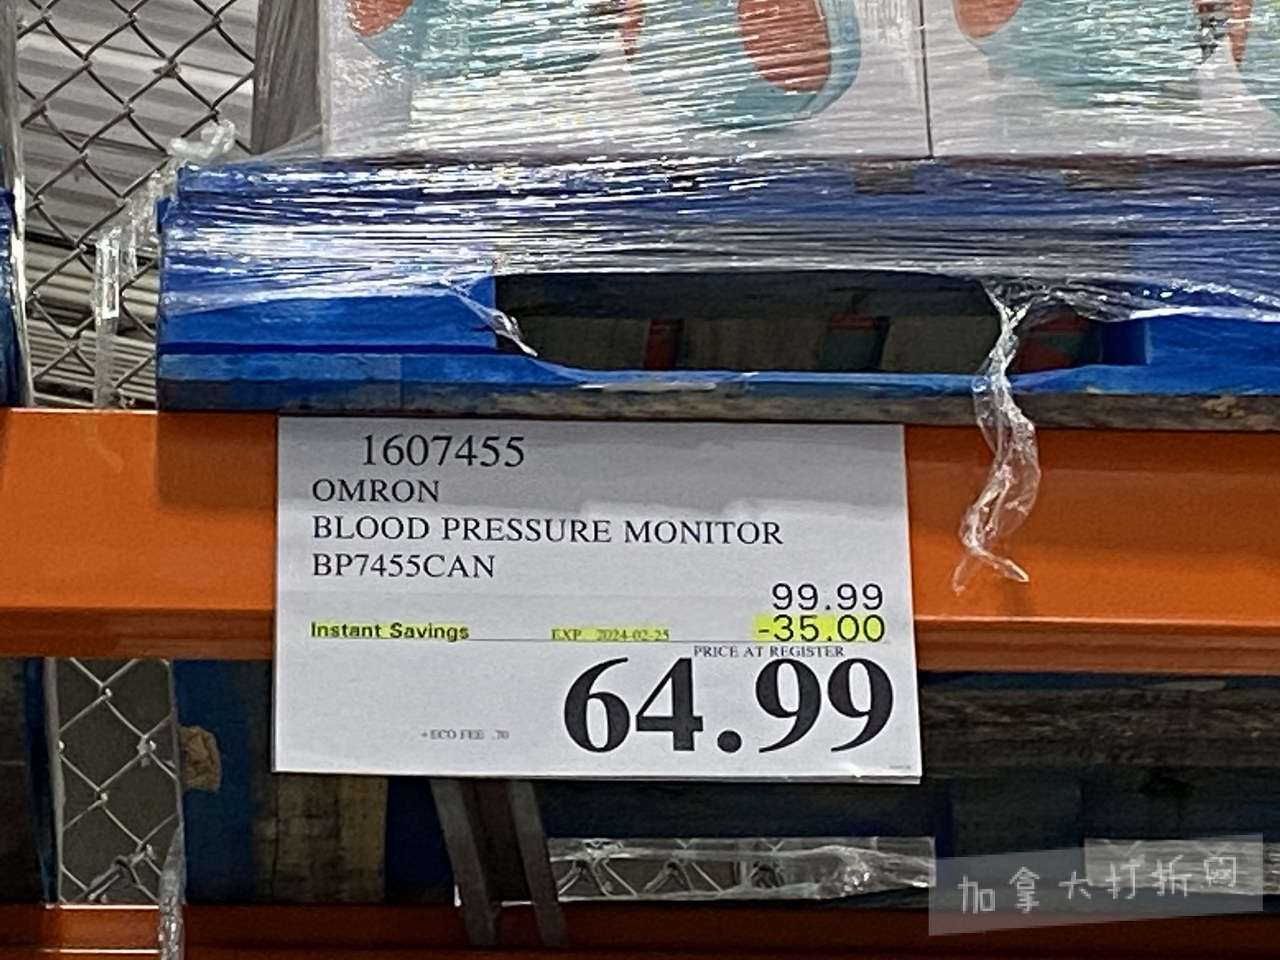 1607455
OMRON
BLOOD PRESSURE MONITOR
BP7455CAN
99.99
Instant Savings EXP. 2024-02-25 -35.00
PRICE AT REGISTER
64.99
+ECO FEE .70
加拿大打折网